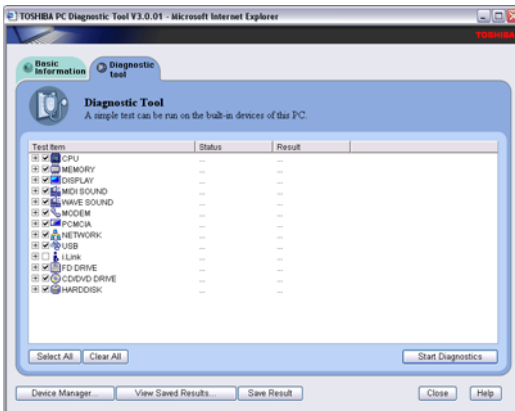 TOSHIBA PC Diagnostic Tool V3.0.01 - Microsoft Internet Explorer
TOSHIBA
Basic Information
Diagnostic tool
Diagnostic Tool
A simple test can be run on the built-in devices of this PC.
Test Item Status Result
CPU ... ...
MEMORY ... ...
DISPLAY ... ...
MIDI SOUND ... ...
WAVE SOUND ... ...
MODEM ... ...
PCMCIA ... ...
NETWORK ... ...
USB ... ...
i.Link ... ...
FD DRIVE ... ...
CD/DVD DRIVE ... ...
HARDDISK ... ...
Select All Clear All Start Diagnostics
Device Manager... View Saved Results... Save Result Close Help